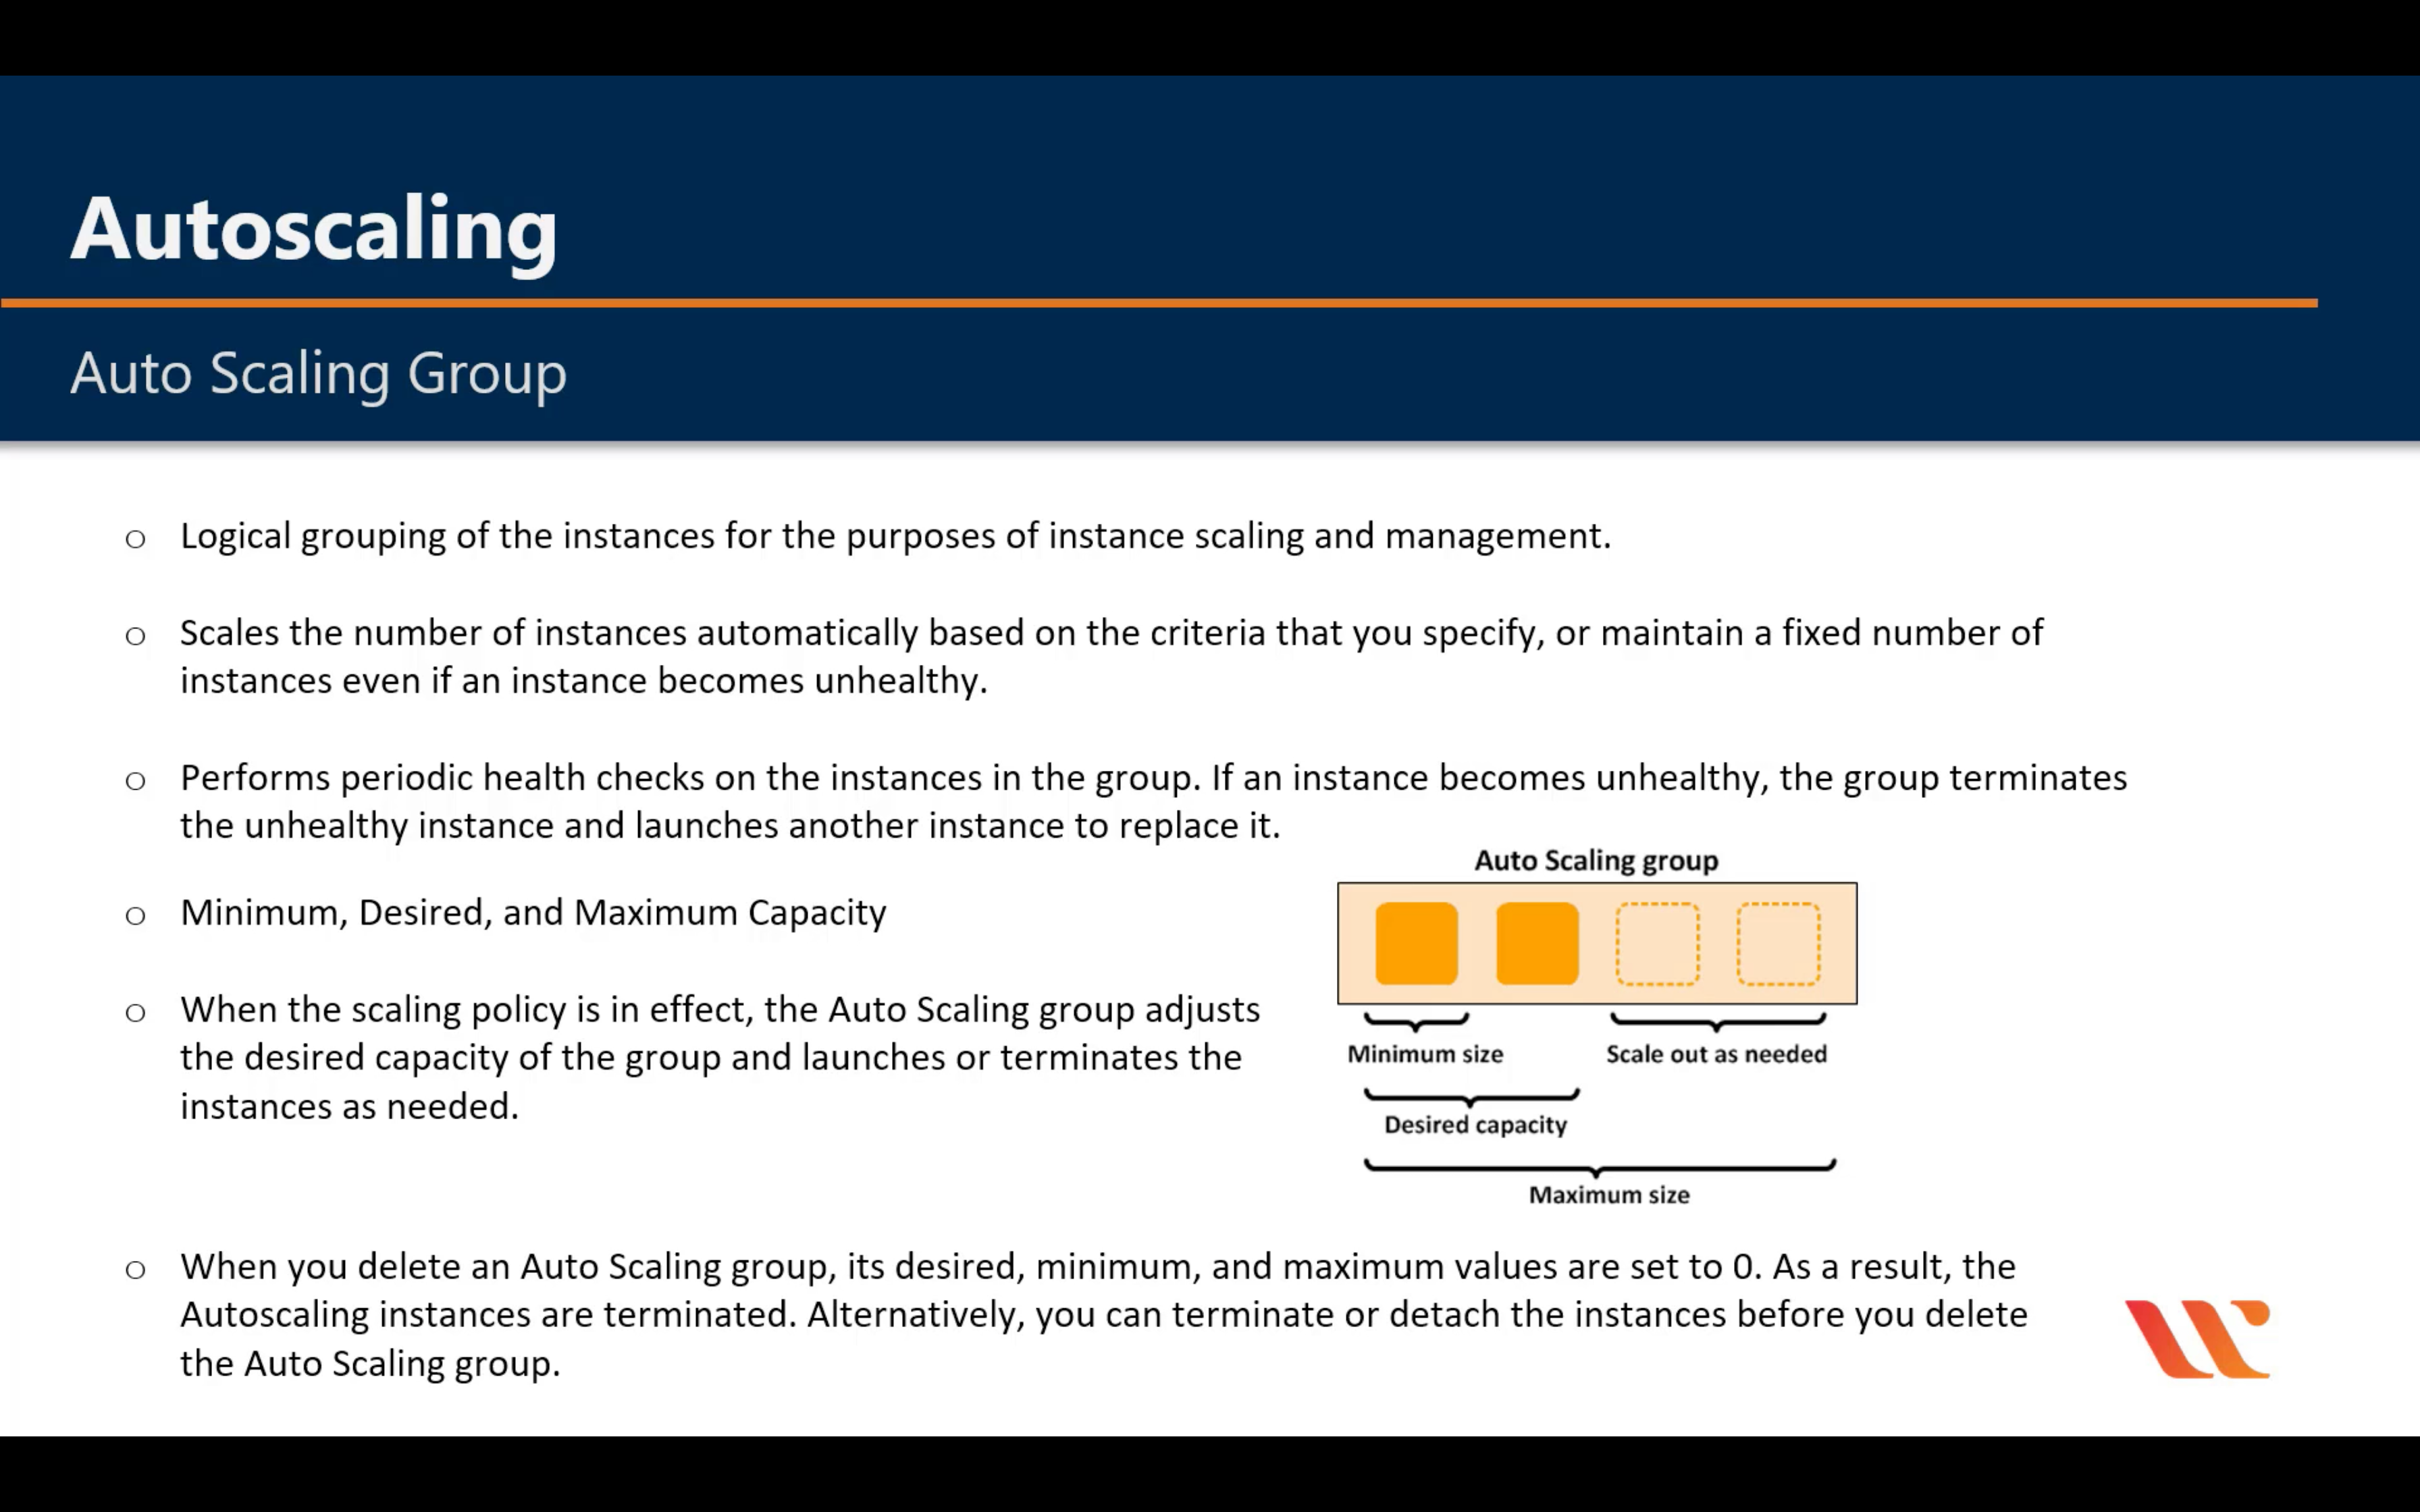 Autoscaling
Auto Scaling Group
o Logical grouping of the instances for the purposes of instance scaling and management.
o Scales the number of instances automatically based on the criteria that you specify, or maintain a fixed number of
instances even if an instance becomes unhealthy.
o Performs periodic health checks on the instances in the group. If an instance becomes unhealthy, the group terminates
the unhealthy instance and launches another instance to replace it.
o Minimum, Desired, and Maximum Capacity
o When the scaling policy is in effect, the Auto Scaling group adjusts
the desired capacity of the group and launches or terminates the
instances as needed.
Auto Scaling group
Minimum size
Scale out as needed
Desired capacity
Maximum size
o When you delete an Auto Scaling group, its desired, minimum, and maximum values are set to 0. As a result, the
Autoscaling instances are terminated. Alternatively, you can terminate or detach the instances before you delete
the Auto Scaling group.